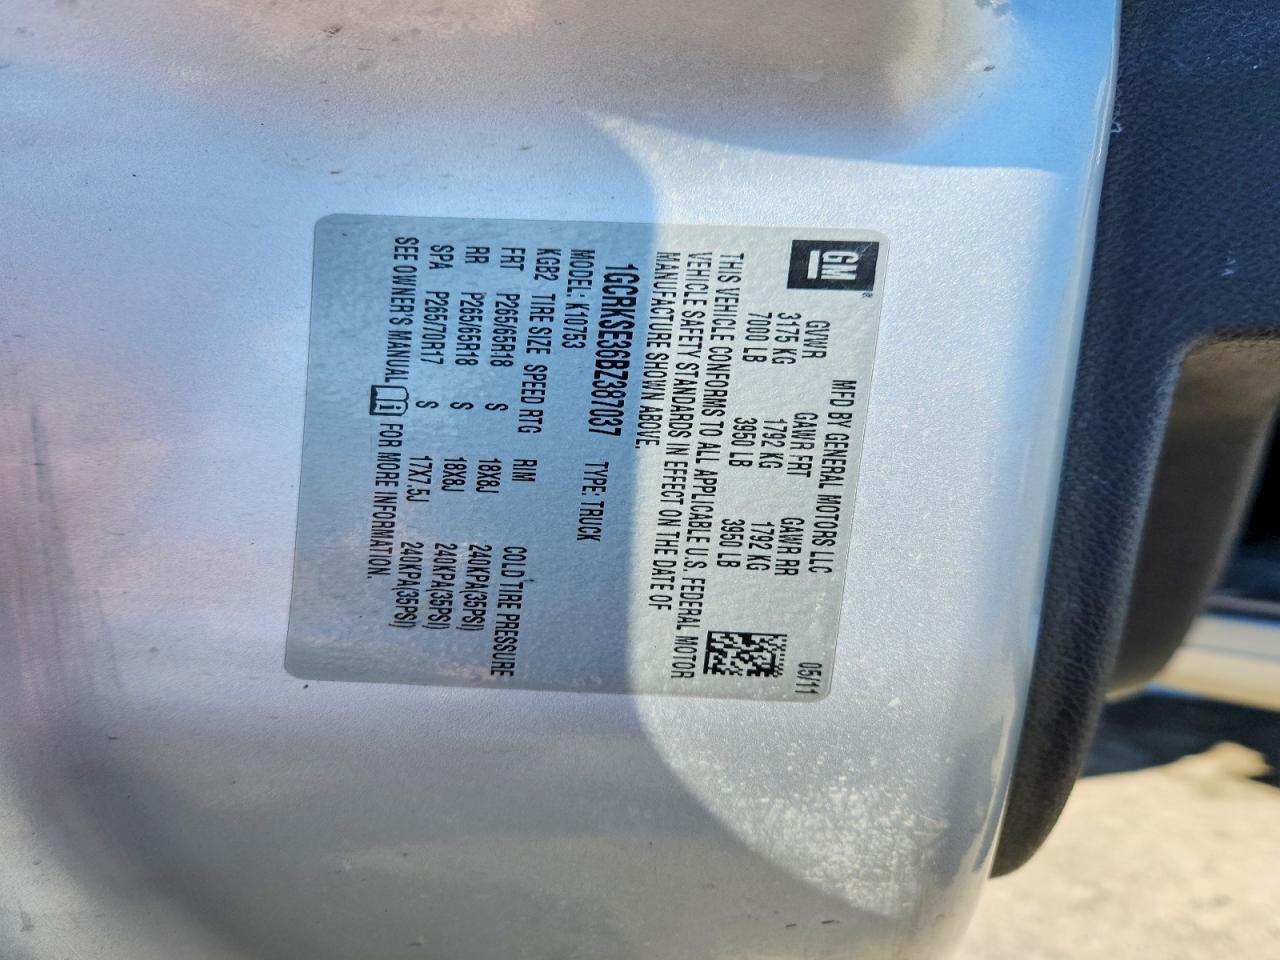 GM®
MFD BY GENERAL MOTORS LLC 05/11
GVWR GAWR FRT GAWR RR
3175 KG 1792 KG 1792 KG
7000 LB 3950 LB 3950 LB
THIS VEHICLE CONFORMS TO ALL APPLICABLE U.S. FEDERAL MOTOR
VEHICLE SAFETY STANDARDS IN EFFECT ON THE DATE OF
MANUFACTURE SHOWN ABOVE.
1GCRKSE36BZ387037 TYPE: TRUCK
MODEL: K10753
KGB2 TIRE SIZE SPEED RTG RIM COLD TIRE PRESSURE
FRT P265/65R18 S 18X8J 240KPA(35PSI)
RR P265/65R18 S 18X8J 240KPA(35PSI)
SPA P265/70R17 S 17X7.5J 240KPA(35PSI)
SEE OWNER'S MANUAL i FOR MORE INFORMATION.